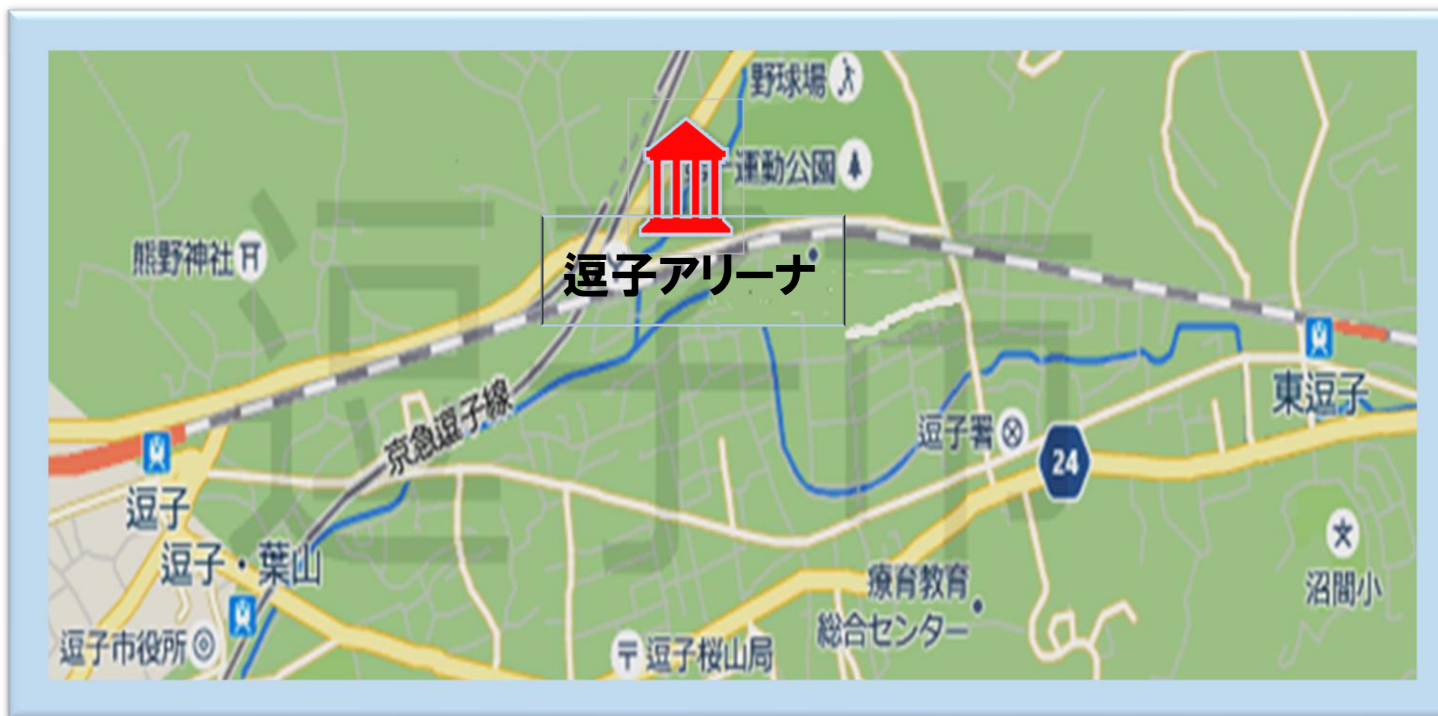 野球場
運動公園
熊野神社
逗子アリーナ
京急逗子線
東逗子
逗子署
24
逗子
逗子・葉山
療育教育
総合センター
沼間小
逗子市役所
〒逗子桜山局
逗子市